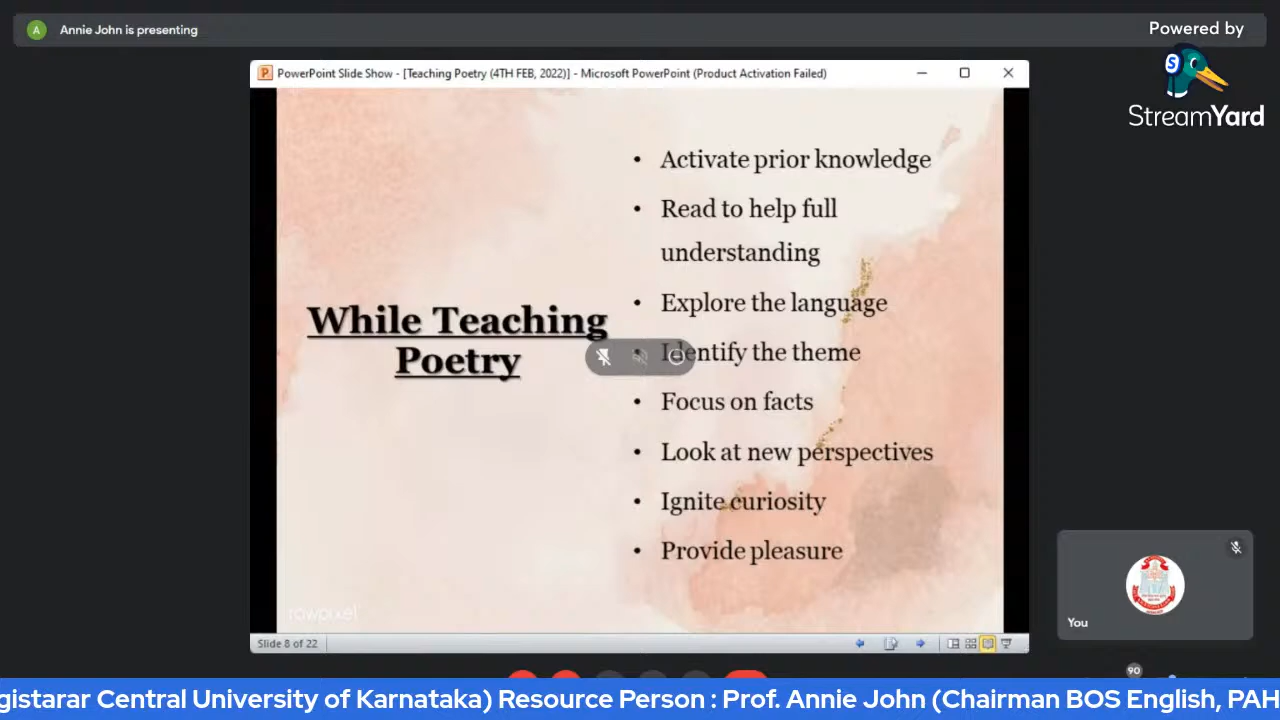 A Annie John is presenting
Powered by
StreamYard
PowerPoint Slide Show - [Teaching Poetry (4TH FEB, 2022)] - Microsoft PowerPoint (Product Activation Failed)
While Teaching
Poetry
• Activate prior knowledge
• Read to help full
understanding
• Explore the language
• Identify the theme
• Focus on facts
• Look at new perspectives
• Ignite curiosity
• Provide pleasure
rawpixel
Slide 8 of 22
You
90
gistarar Central University of Karnataka) Resource Person : Prof. Annie John (Chairman BOS English, PAH